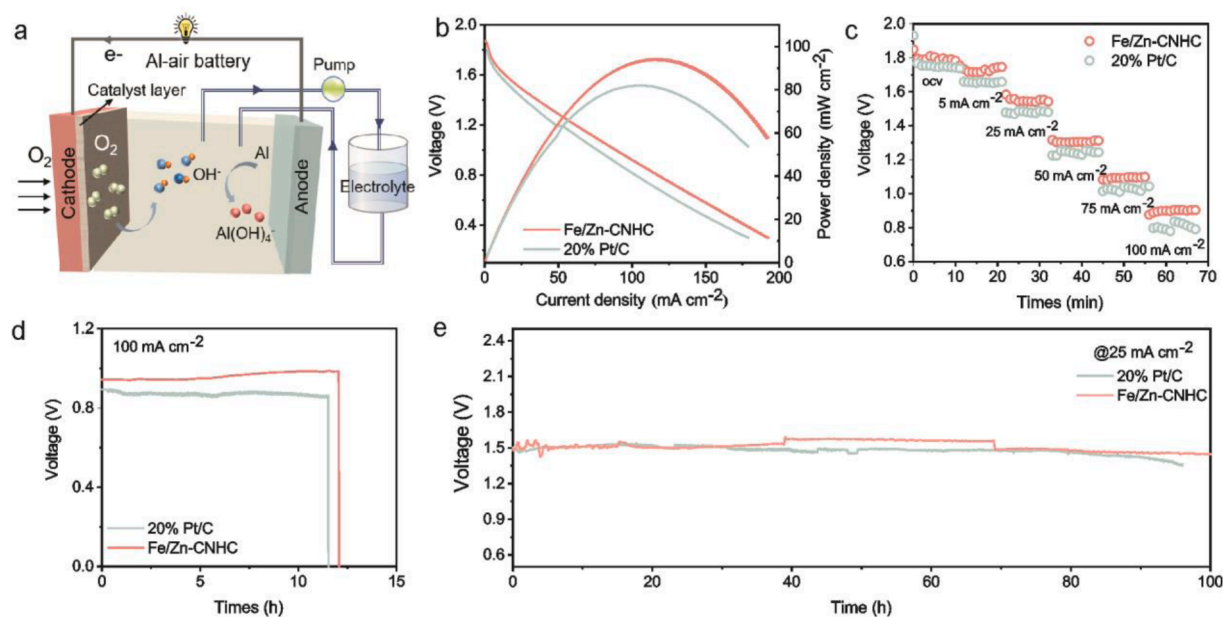 a
e-
Al-air battery
Pump
Catalyst layer
O2
O2
Cathode
OH-
Al
Al(OH)4-
Anode
Electrolyte
b
Voltage (V)
2.0
1.6
1.2
0.8
0.4
Power density (mW cm-2)
100
80
60
40
20
0
Fe/Zn-CNHC
20% Pt/C
0 50 100 150 200
Current density (mA cm-2)
c
Voltage (V)
2.0
1.8
1.6
1.4
1.2
1.0
0.8
0.6
Fe/Zn-CNHC
20% Pt/C
ocv
5 mA cm-2
25 mA cm-2
50 mA cm-2
75 mA cm-2
100 mA cm-2
0 10 20 30 40 50 60 70
Times (min)
d
100 mA cm-2
Voltage (V)
1.2
0.8
0.4
0.0
20% Pt/C
Fe/Zn-CNHC
0 5 10 15
Times (h)
e
@25 mA cm-2
20% Pt/C
Fe/Zn-CNHC
Voltage (V)
2.4
2.1
1.8
1.5
1.2
0.9
0.6
0 20 40 60 80 100
Time (h)